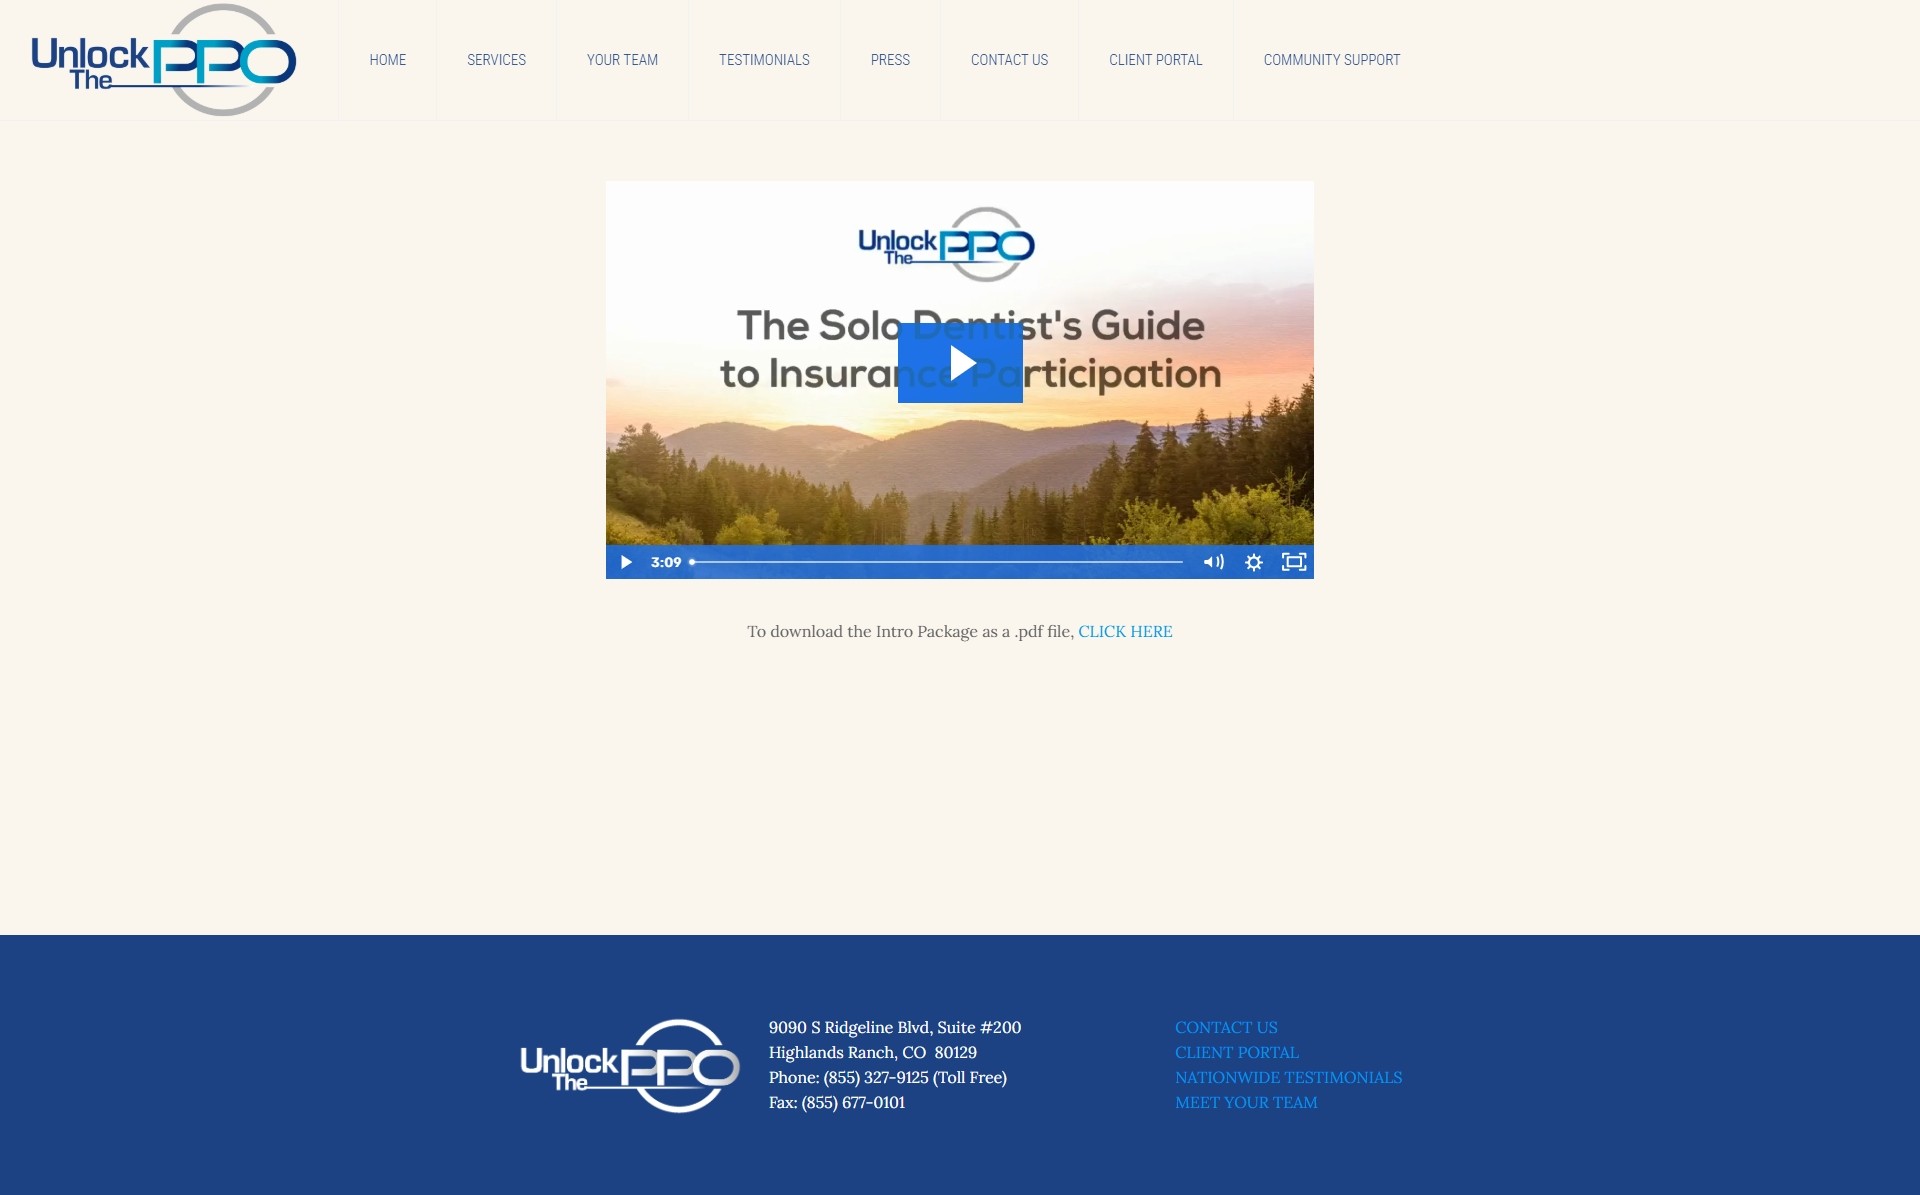 Unlock The PPO
HOME
SERVICES
YOUR TEAM
TESTIMONIALS
PRESS
CONTACT US
CLIENT PORTAL
COMMUNITY SUPPORT
Unlock The PPO
The Solo Dentist's Guide
to Insurance Participation
3:09
To download the Intro Package as a .pdf file, CLICK HERE
Unlock The PPO
9090 S Ridgeline Blvd, Suite #200
Highlands Ranch, CO  80129
Phone: (855) 327-9125 (Toll Free)
Fax: (855) 677-0101
CONTACT US
CLIENT PORTAL
NATIONWIDE TESTIMONIALS
MEET YOUR TEAM